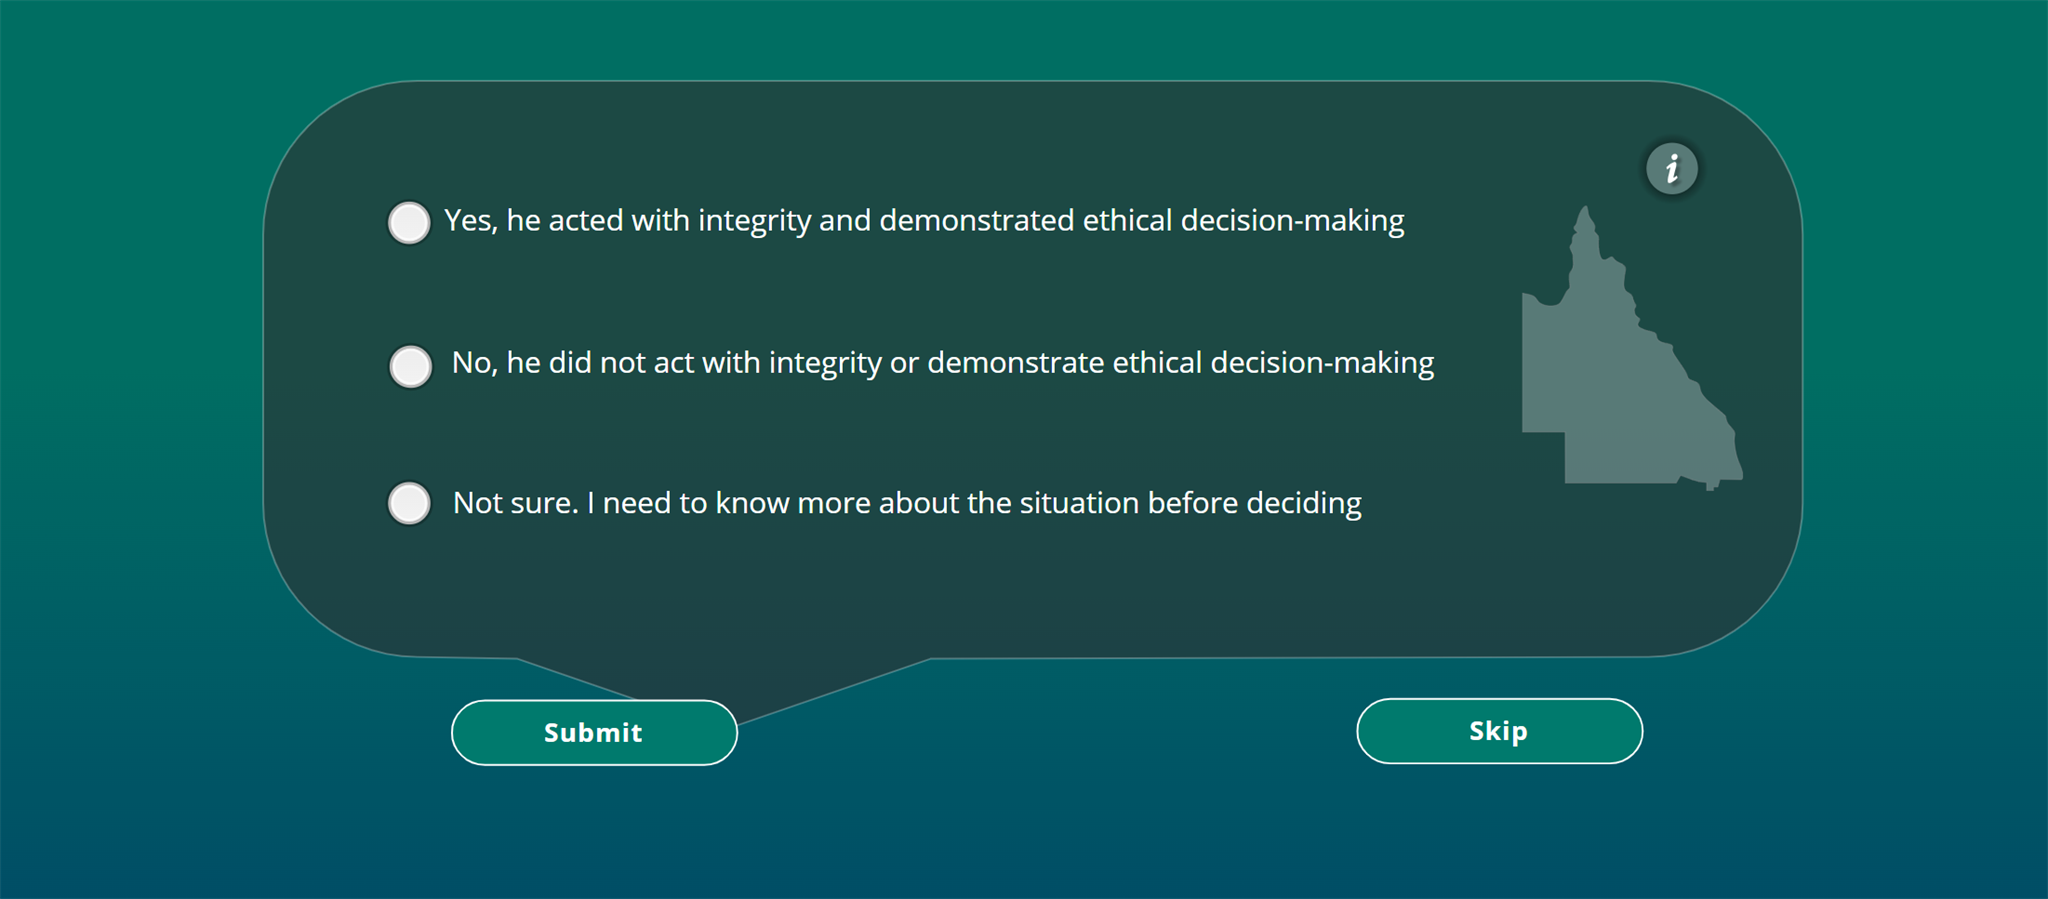 i
Yes, he acted with integrity and demonstrated ethical decision-making
No, he did not act with integrity or demonstrate ethical decision-making
Not sure. I need to know more about the situation before deciding
Submit
Skip